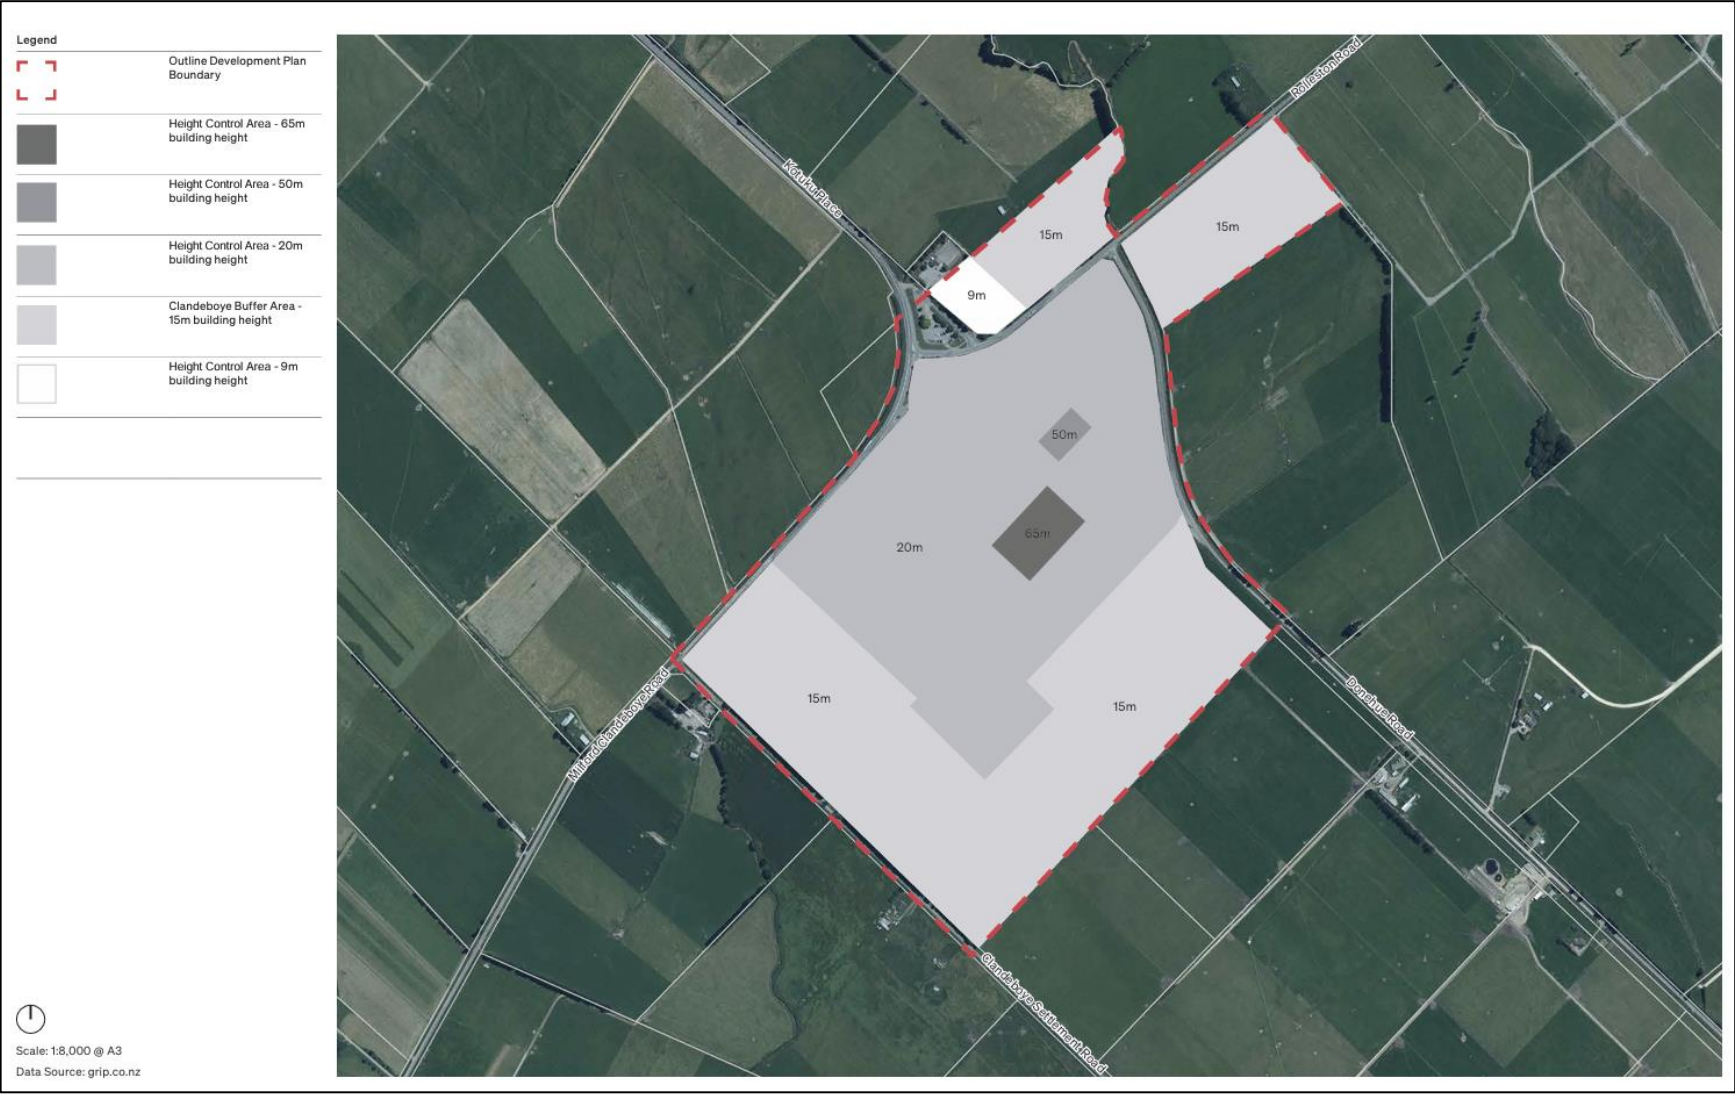 Legend
Outline Development Plan
Boundary
Height Control Area - 65m
building height
Height Control Area - 50m
building height
Height Control Area - 20m
building height
Clandeboye Buffer Area -
15m building height
Height Control Area - 9m
building height
Scale: 1:8,000 @ A3
Data Source: grip.co.nz
Rolleston Road
Kotuku Place
15m
15m
9m
50m
65m
20m
15m
15m
Milford Clandeboye Road
Donehue Road
Clandeboye Settlement Road